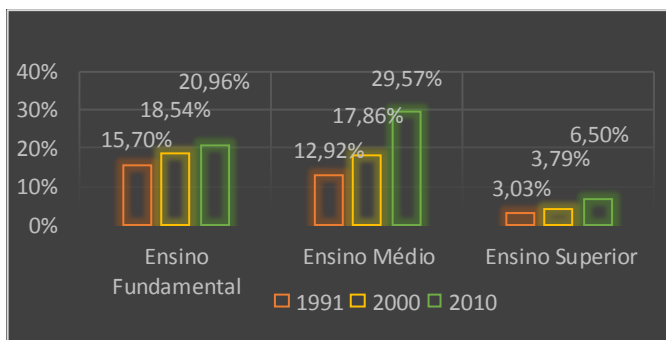 40%
30%
20%
10%
0%
15,70%
18,54%
20,96%
12,92%
17,86%
29,57%
3,03%
3,79%
6,50%
Ensino
Fundamental
Ensino Médio
Ensino Superior
1991 2000 2010